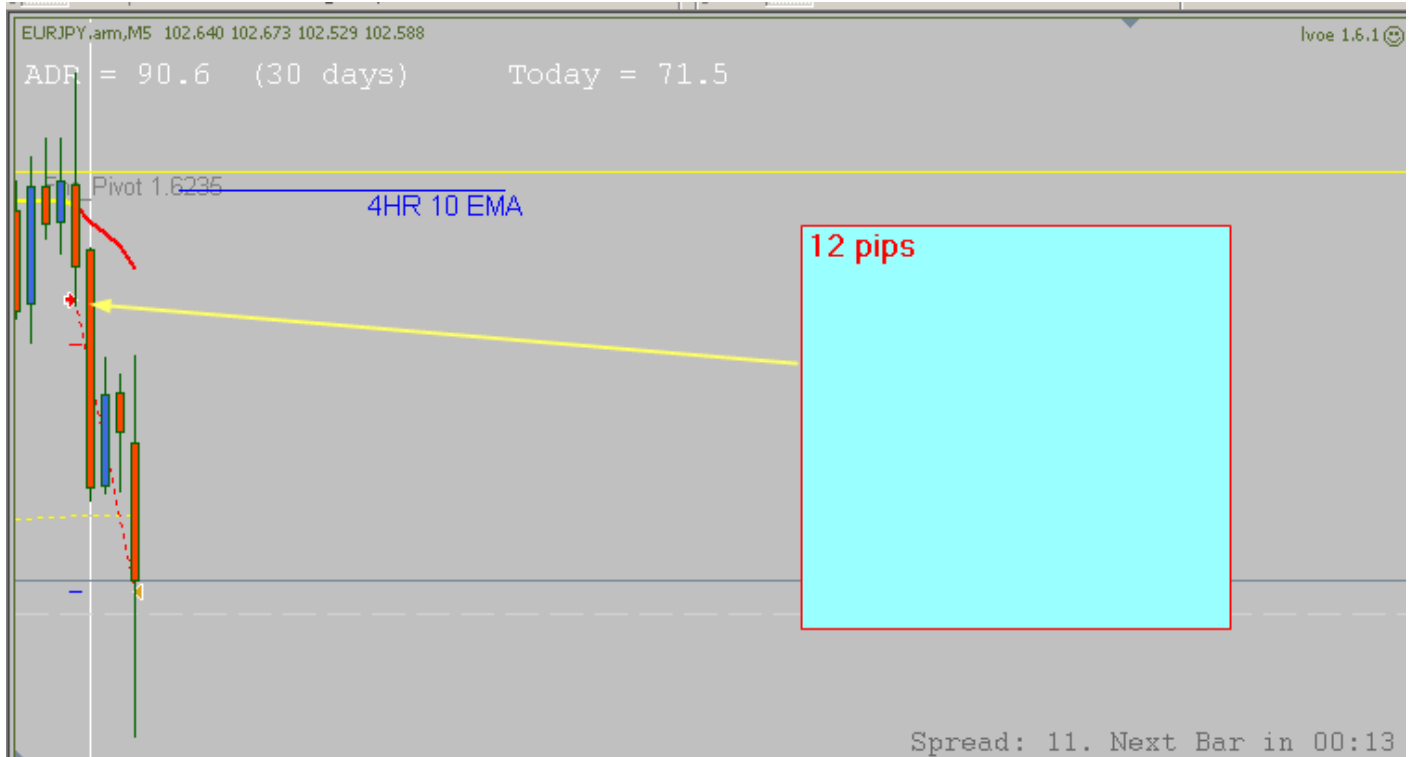 EURJPY.arm,M5 102.640 102.673 102.529 102.588
lvoe 1.6.1
ADR = 90.6 (30 days) Today = 71.5
Pivot 1.6235
4HR 10 EMA
12 pips
Spread: 11. Next Bar in 00:13